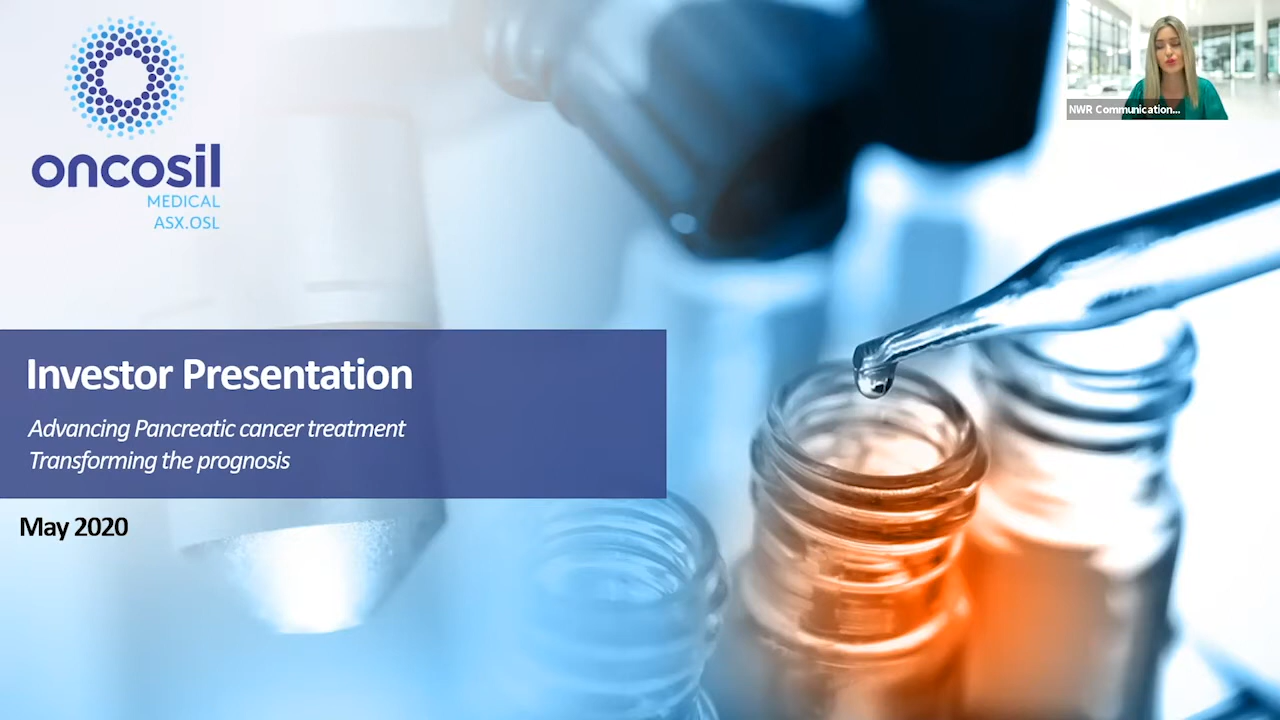 oncosil
MEDICAL
ASX.OSL
NWR Communication...
Investor Presentation
Advancing Pancreatic cancer treatment
Transforming the prognosis
May 2020